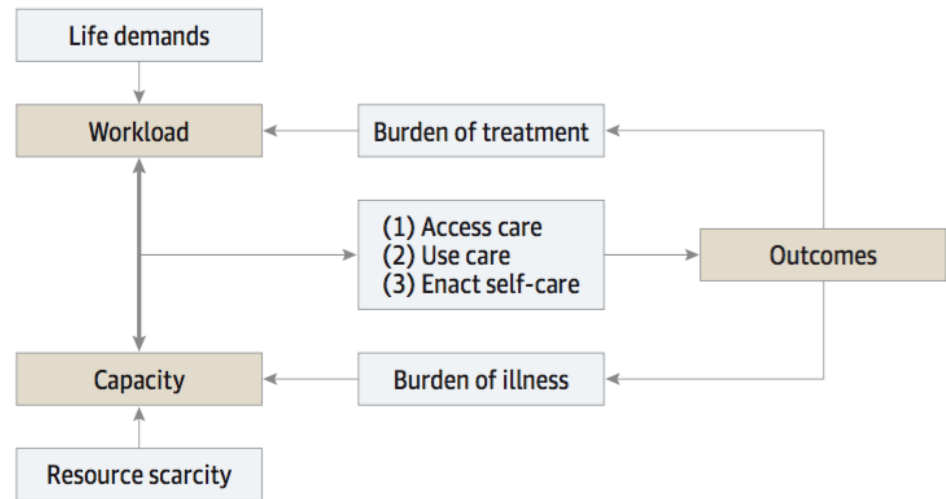 Life demands
Workload
Burden of treatment
(1) Access care
(2) Use care
(3) Enact self-care
Outcomes
Capacity
Burden of illness
Resource scarcity